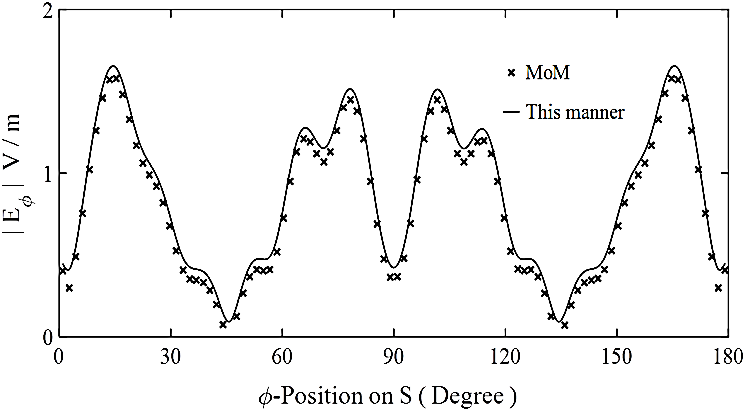 2
MoM
This manner
1
| E_ϕ | V / m
0
0 30 60 90 120 150 180
ϕ-Position on S ( Degree )